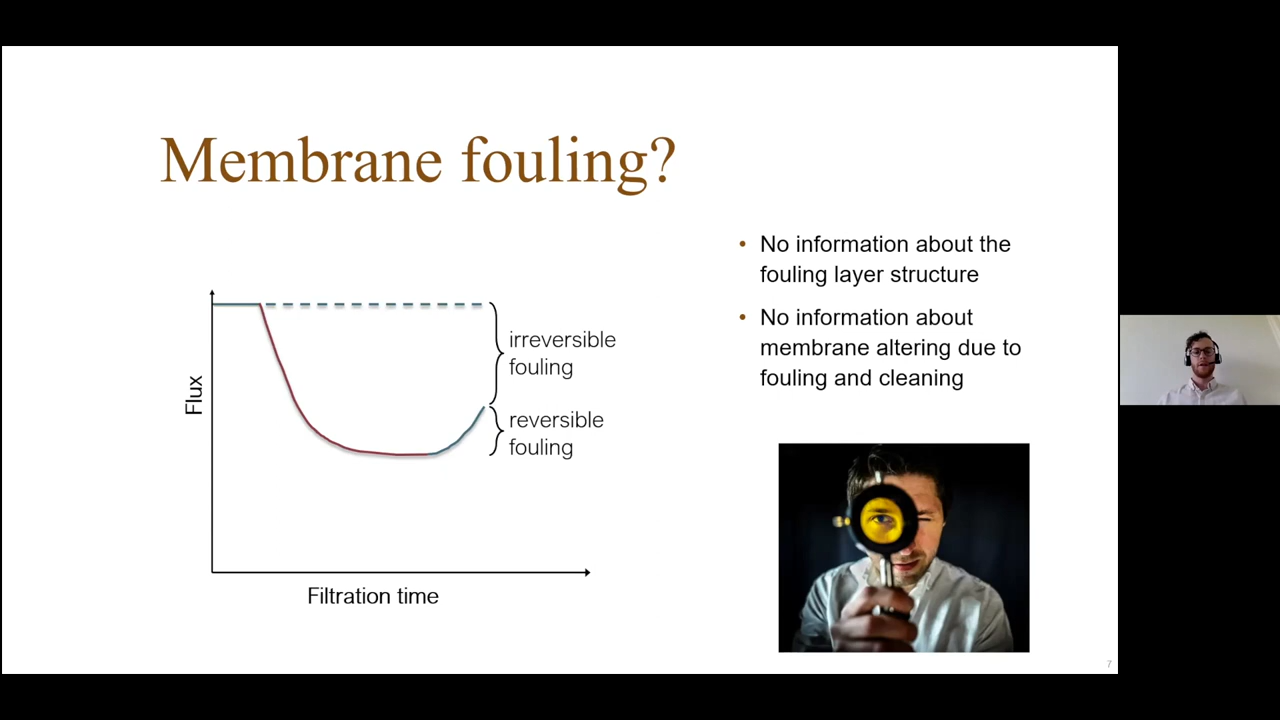 Membrane fouling?
• No information about the
fouling layer structure
• No information about
membrane altering due to
fouling and cleaning
irreversible
fouling
reversible
fouling
Flux
Filtration time
7